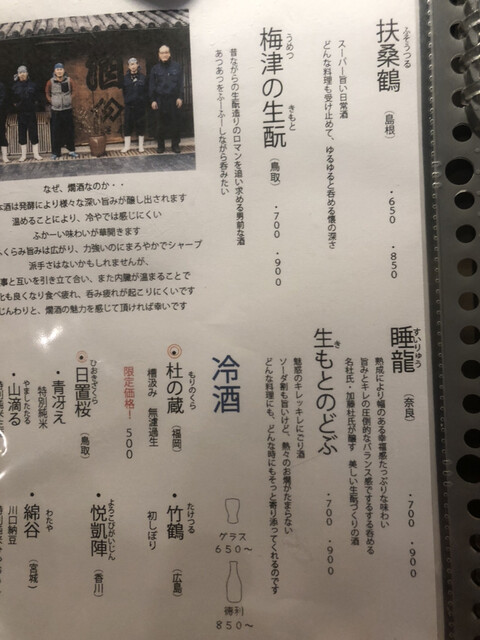 扶桑鶴
ふそうづる
（島根）
・650
・850
スーパー旨い日常酒
どんな料理も受け止めて、ゆるゆると呑める懐の深さ
梅津の生酛
うめつ
きもと
（鳥取）
・700
・900
昔ながらの生酛造りのロマンを追い求める男前な酒
あつあつをふーふーしながら呑みたい
なぜ、燗酒なのか・・
本酒は発酵により様々な深い旨みが醸し出されます
温めることにより、冷やでは感じにくい
ふかーい味わいが華開きます
ふくらみ旨みは広がり、力強いのにまろやかでシャープ
派手さはないかもしれませんが、
事と互いを引き立て合い、また内臓が温まることで
化も良くなり食べ疲れ、呑み疲れが起こりにくいです
じんわりと、燗酒の魅力を感じて頂ければ幸いです
睡龍
すいりゅう
（奈良）
・700
・900
熟成により幅のある幸福感たっぷりな味わい
旨みとキレの圧倒的なバランス感でするする呑める
名杜氏・加藤杜氏が醸す 美しい生酛づくりの酒
生もとのどぶ
き
・700
・900
魅惑のキレッキレにごり酒
ソーダ割も旨いけど、熱々のお燗がたまらない
どんな料理にも、どんな時にもそっと寄り添ってくれるのです
冷酒
グラス
650〜
徳利
850〜
杜の蔵
もりのくら
（福岡）
槽汲み 無濾過生
限定価格！500
竹鶴
たけつる
（広島）
初しぼり
日置桜
ひおきざくら
（鳥取）
・悦凱陣
よろこびがいじん
（香川）
・青冴え
特別純米
・山滴る
やましたたる
・綿谷
わたや
（宮城）
川口納豆